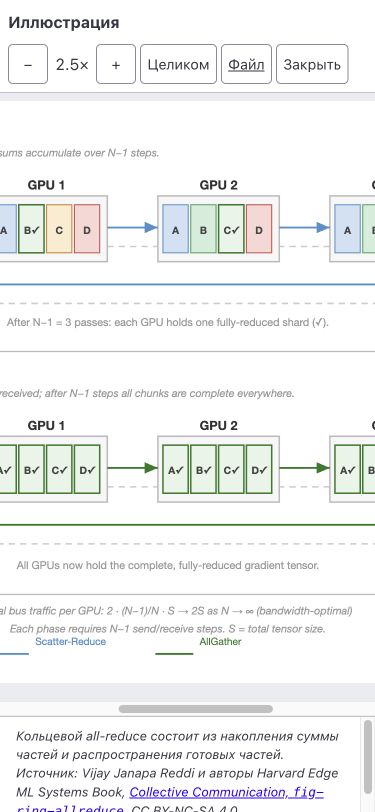 Иллюстрация
− 2.5× + Целиком Файл Закрыть
sums accumulate over N−1 steps.
GPU 1 GPU 2
A B✓ C D A B C✓ D A
After N−1 = 3 passes: each GPU holds one fully-reduced shard (✓).
received; after N−1 steps all chunks are complete everywhere.
GPU 1 GPU 2
A✓ B✓ C✓ D✓ A✓ B✓ C✓ D✓ A✓
All GPUs now hold the complete, fully-reduced gradient tensor.
bus traffic per GPU: 2 · (N−1)/N · S → 2S as N → ∞ (bandwidth-optimal)
Each phase requires N−1 send/receive steps. S = total tensor size.
Scatter-Reduce AllGather
Кольцевой all-reduce состоит из накопления суммы
частей и распространения готовых частей.
Источник: Vijay Janapa Reddi и авторы Harvard Edge
ML Systems Book, Collective Communication, fig-
ring-allreduce, CC BY-NC-SA 4.0